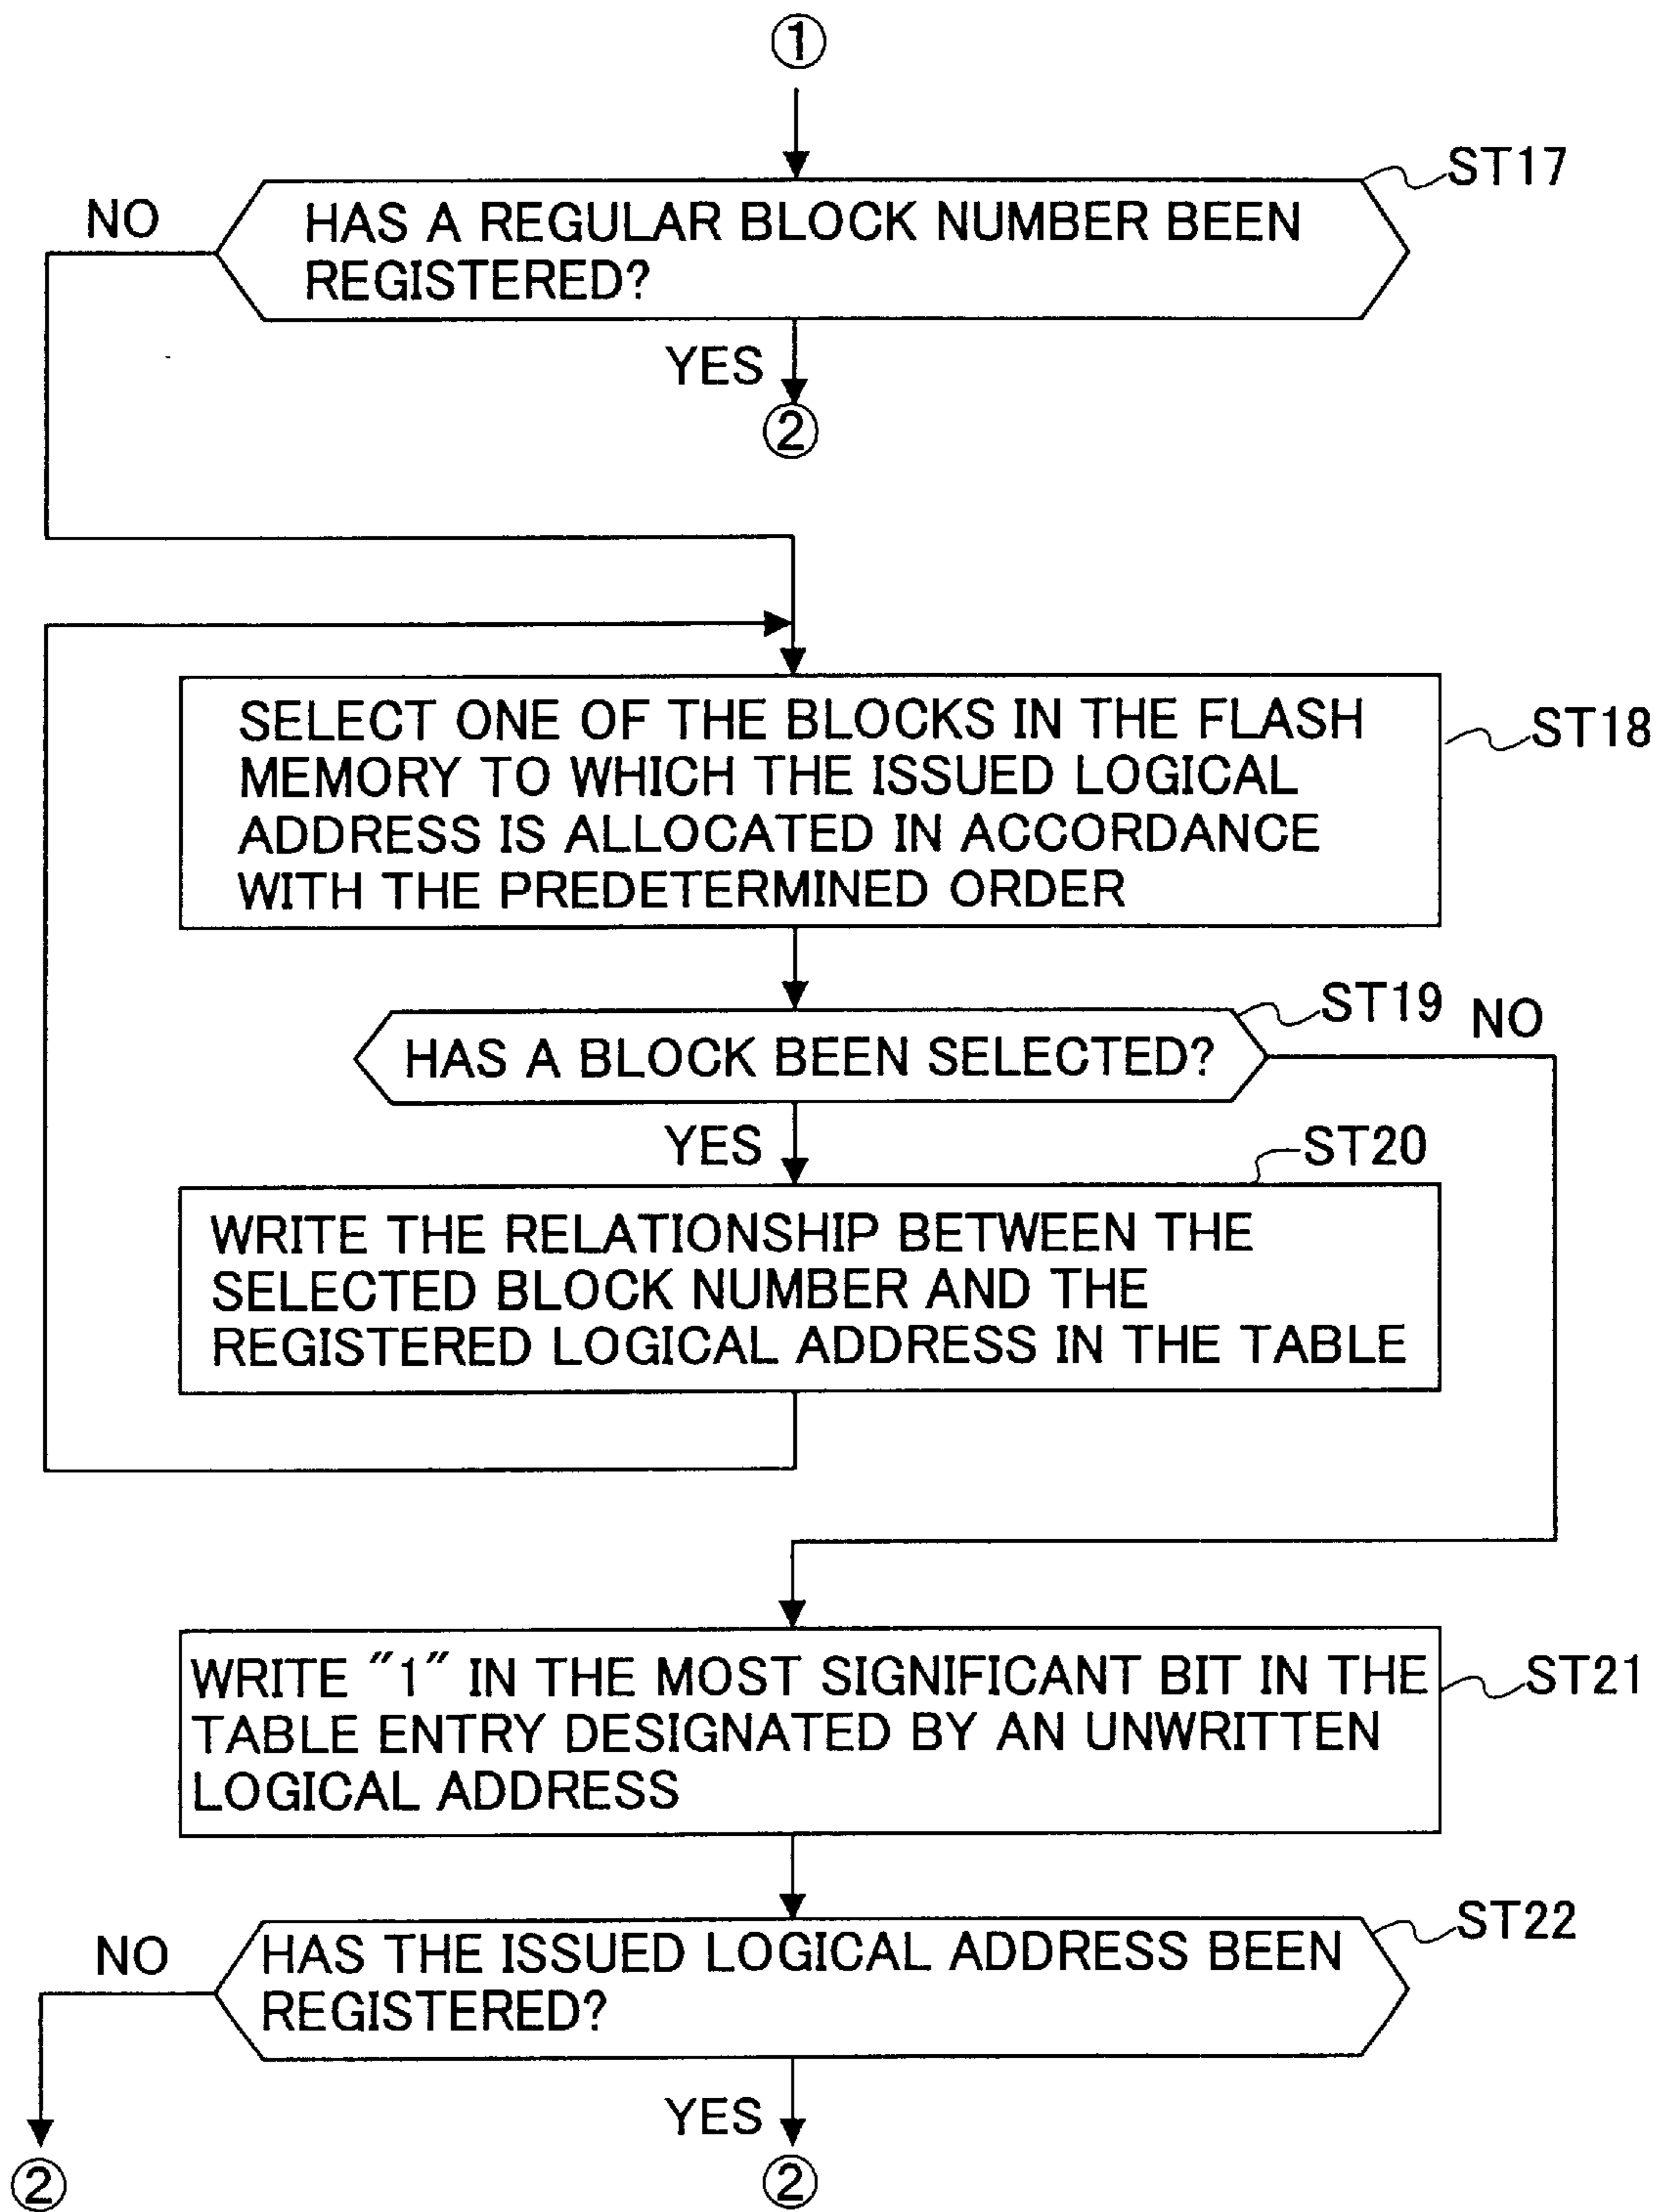 ①
ST17
NO
HAS A REGULAR BLOCK NUMBER BEEN
REGISTERED?
YES
②
SELECT ONE OF THE BLOCKS IN THE FLASH
MEMORY TO WHICH THE ISSUED LOGICAL
ADDRESS IS ALLOCATED IN ACCORDANCE
WITH THE PREDETERMINED ORDER
ST18
ST19
NO
HAS A BLOCK BEEN SELECTED?
YES
ST20
WRITE THE RELATIONSHIP BETWEEN THE
SELECTED BLOCK NUMBER AND THE
REGISTERED LOGICAL ADDRESS IN THE TABLE
WRITE "1" IN THE MOST SIGNIFICANT BIT IN THE
TABLE ENTRY DESIGNATED BY AN UNWRITTEN
LOGICAL ADDRESS
ST21
ST22
NO
HAS THE ISSUED LOGICAL ADDRESS BEEN
REGISTERED?
YES
②
②